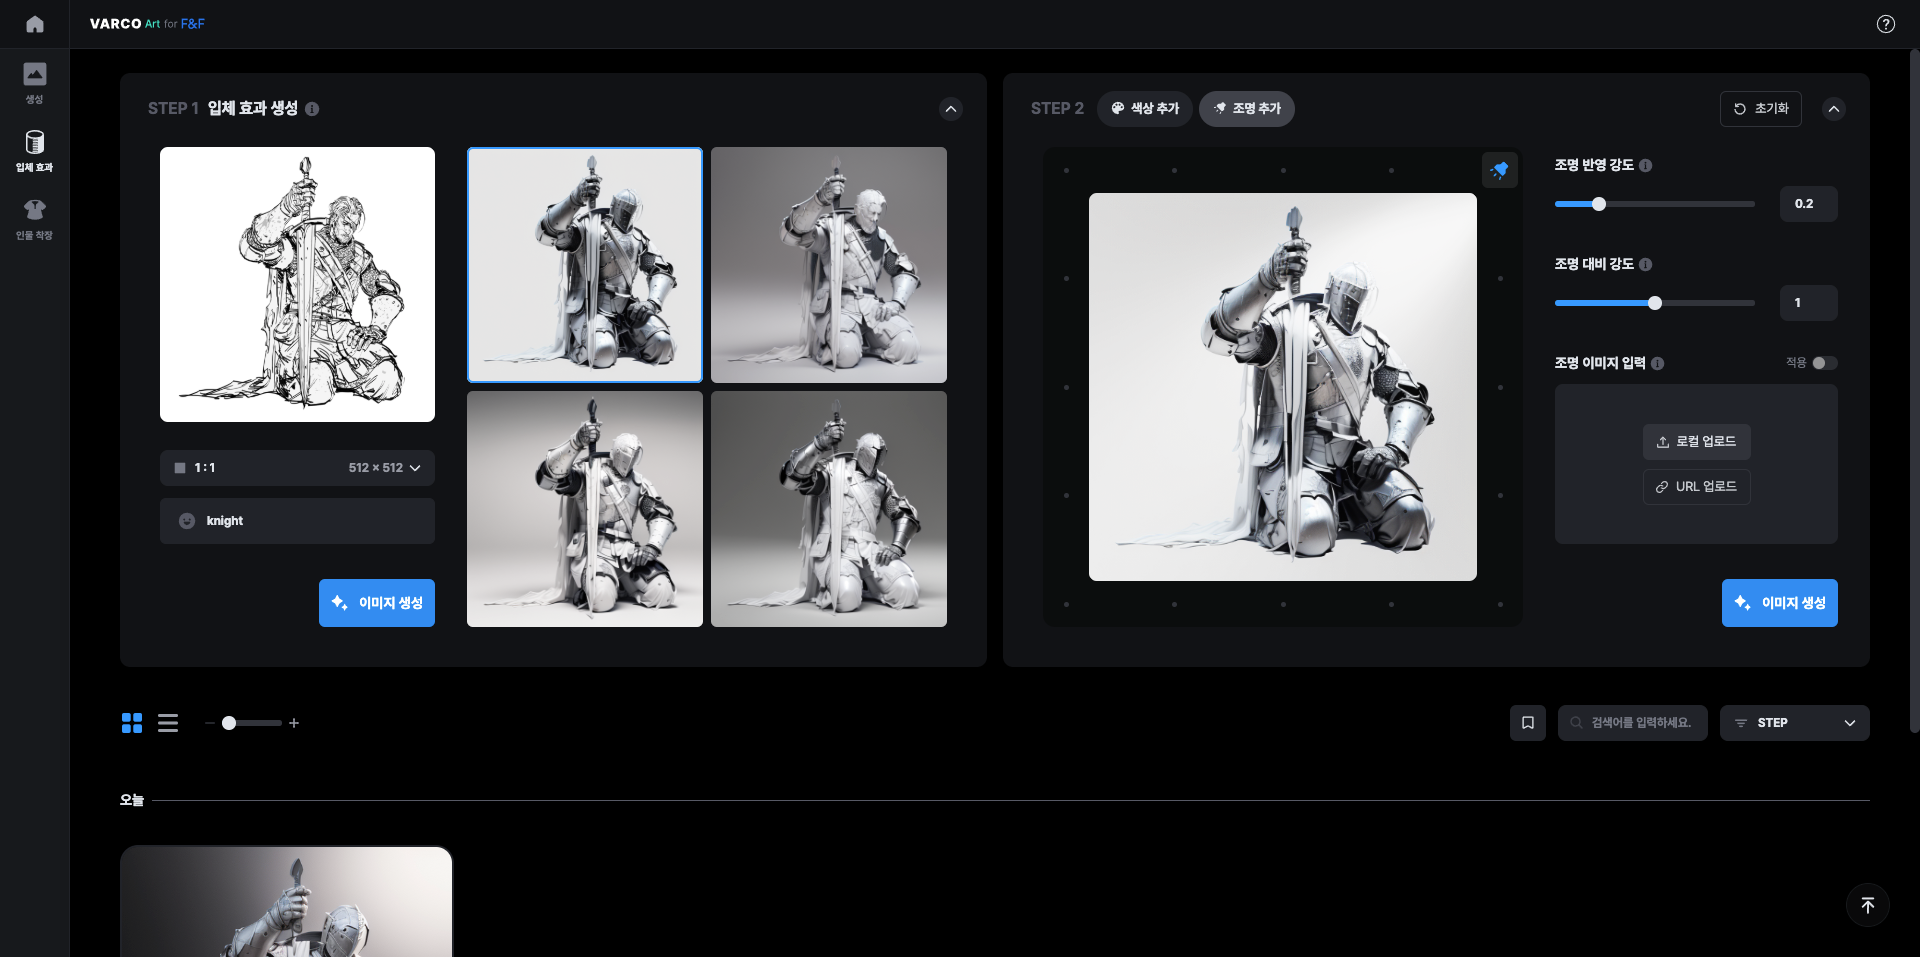 VARCO Art for F&F
생성
입체 효과
인물 착장
STEP 1 입체 효과 생성
1 : 1 512 × 512
knight
이미지 생성
STEP 2 색상 추가 조명 추가 초기화
조명 반영 강도
0.2
조명 대비 강도
1
조명 이미지 입력 적용
로컬 업로드
URL 업로드
이미지 생성
검색어를 입력하세요. STEP
오늘